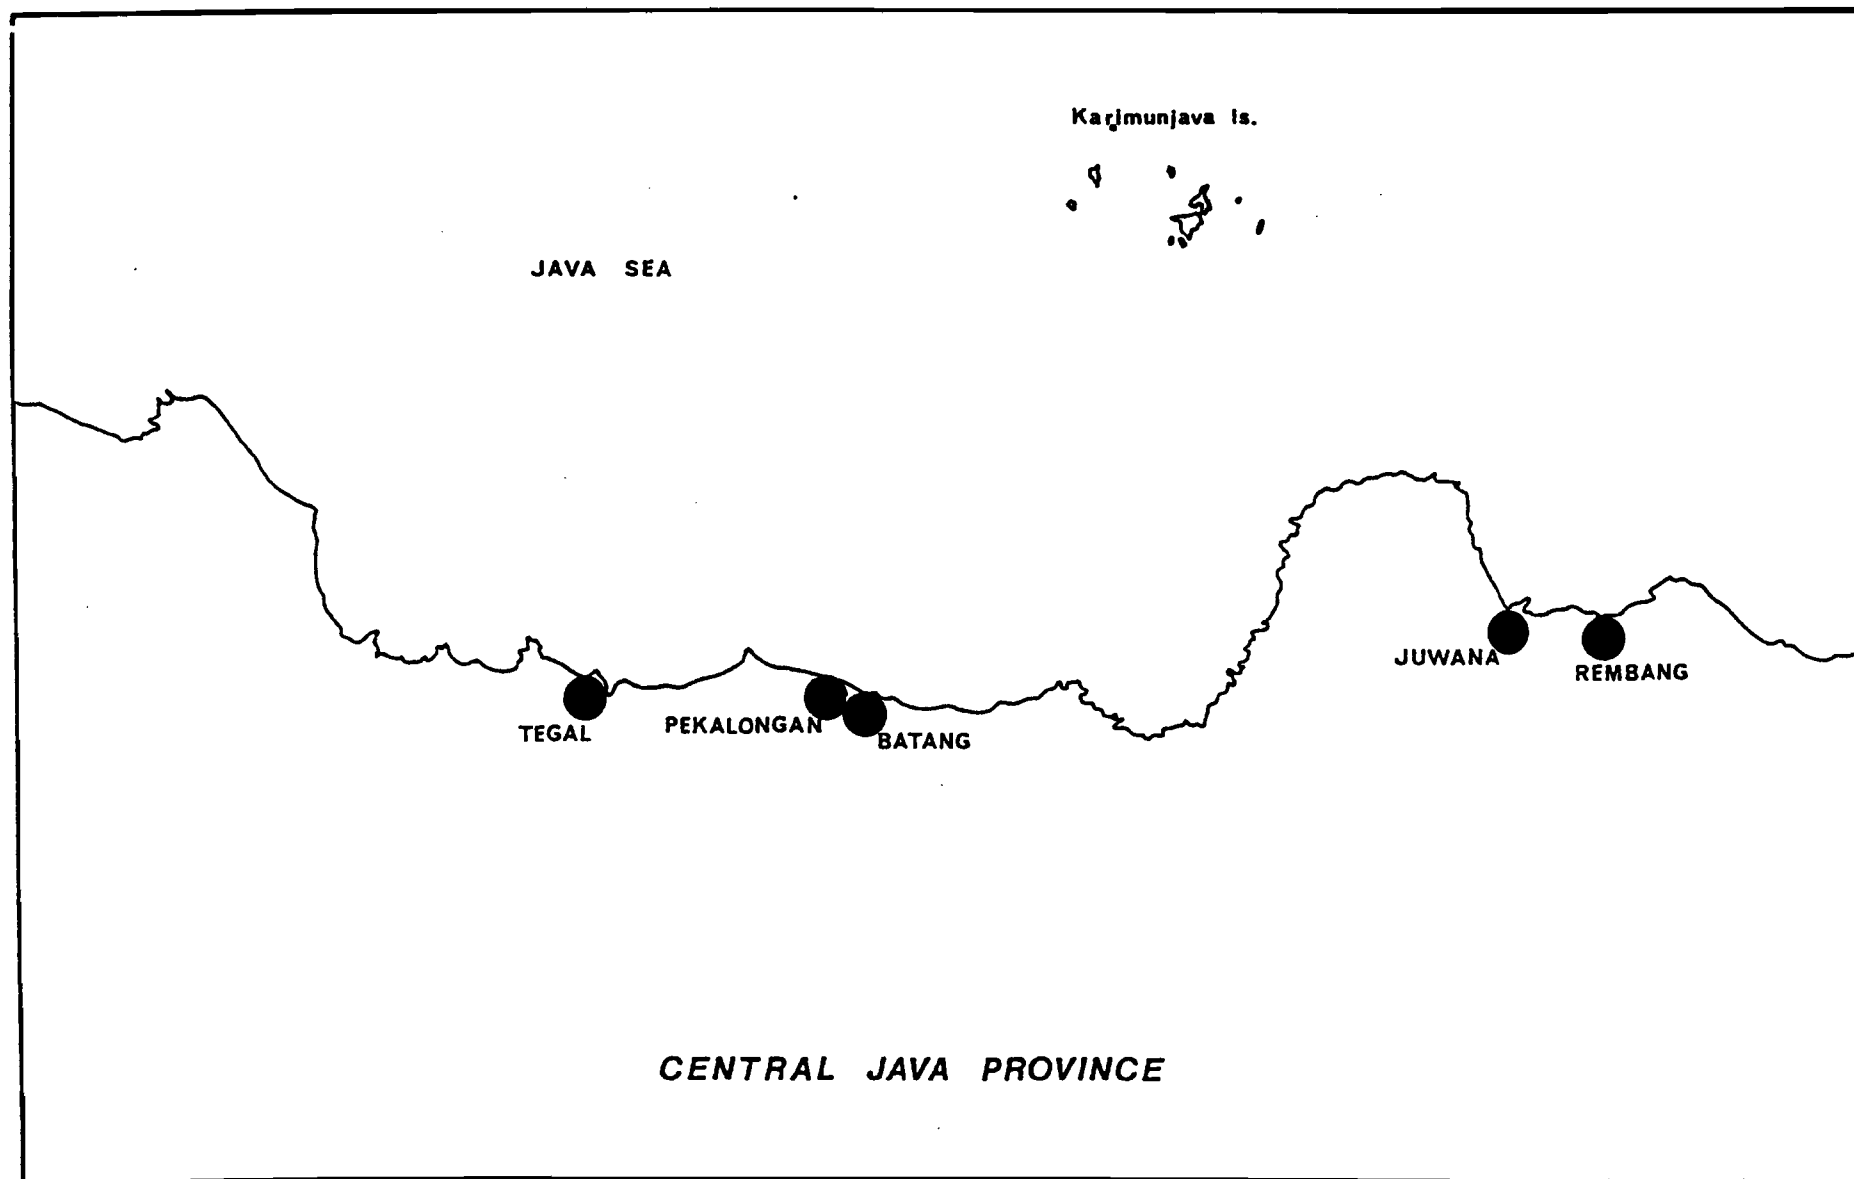 Karimunjava Is.
JAVA SEA
JUWANA
REMBANG
TEGAL
PEKALONGAN
BATANG
CENTRAL JAVA PROVINCE